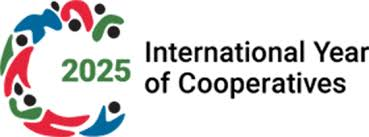 2025
International Year
of Cooperatives